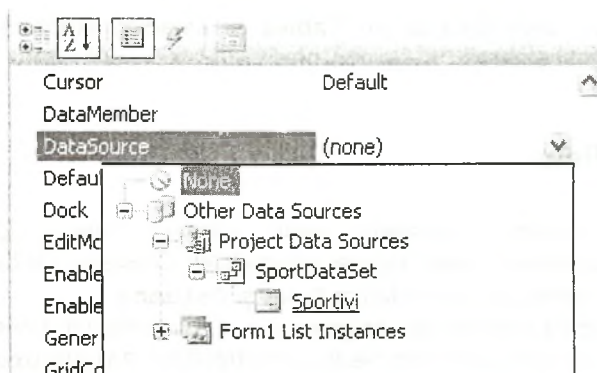 Cursor Default
DataMember
DataSource (none)
Defaul None
Dock Other Data Sources
EditMo Project Data Sources
Enable SportDataSet
Enable Sportivi
Gener Form1 List Instances
GridCo